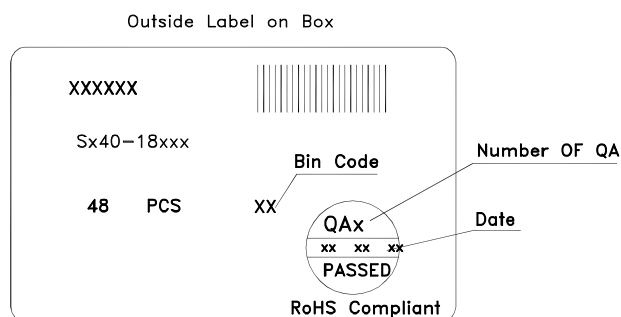 Outside Label on Box
XXXXXX
Sx40-18xxx
Bin Code
Number OF QA
48 PCS XX
QAx
Date
xx xx xx
PASSED
RoHS Compliant